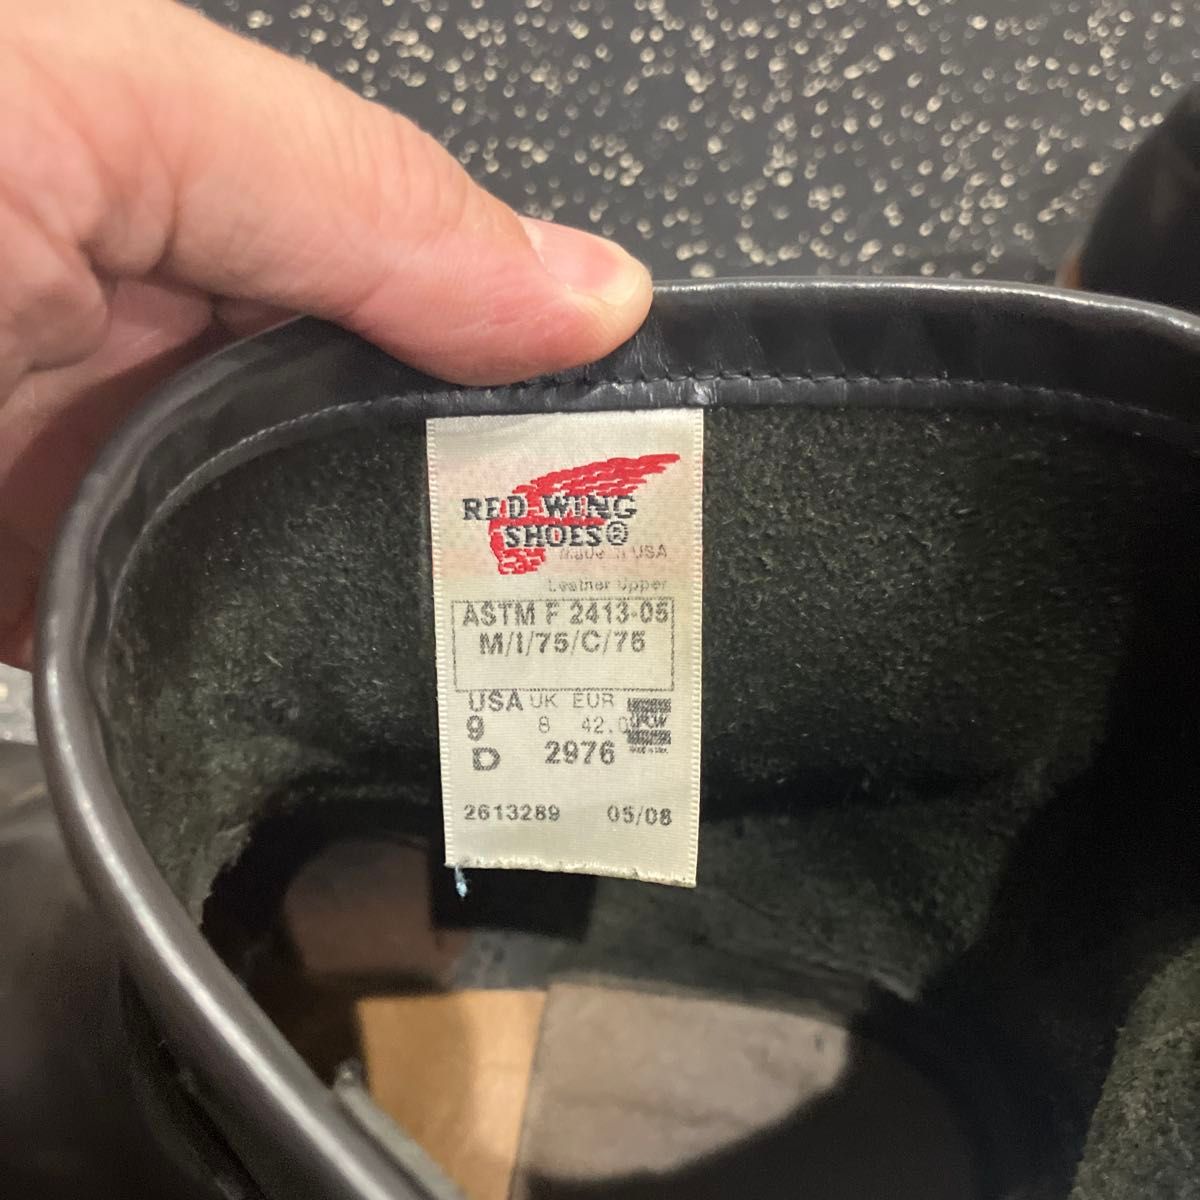 RED WING
SHOES®
Made in USA
Leather Upper
ASTM F 2413-05
M/I/75/C/75
USA UK EUR
9 8 42.0
D 2976
2613289 05/08